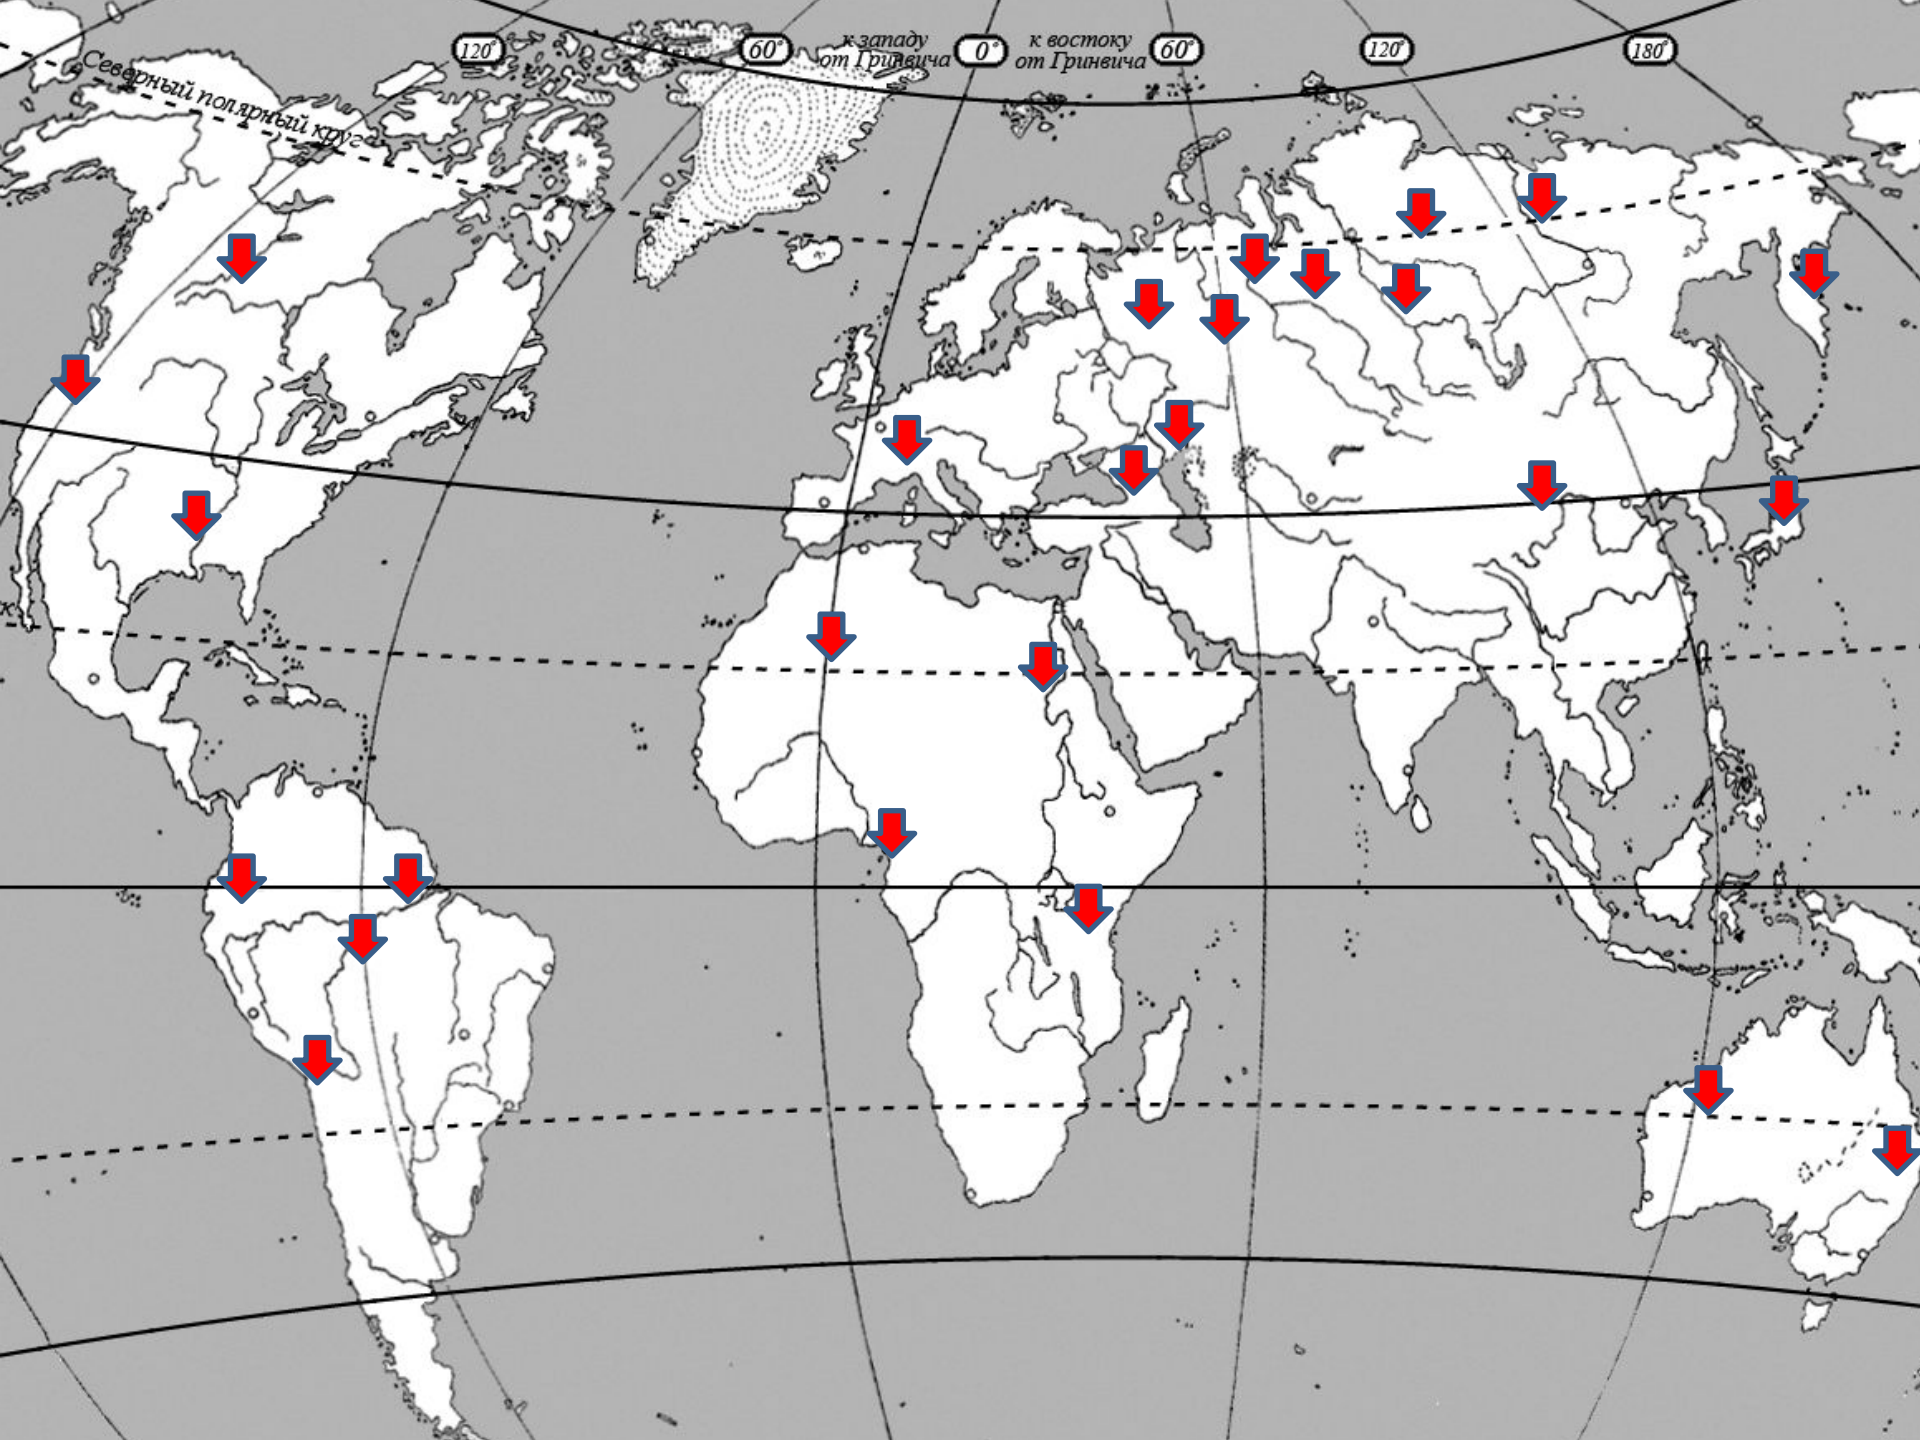 120°
60°
к западу
от Гринвича
0°
к востоку
от Гринвича
60°
120°
180°
Северный полярный круг
к